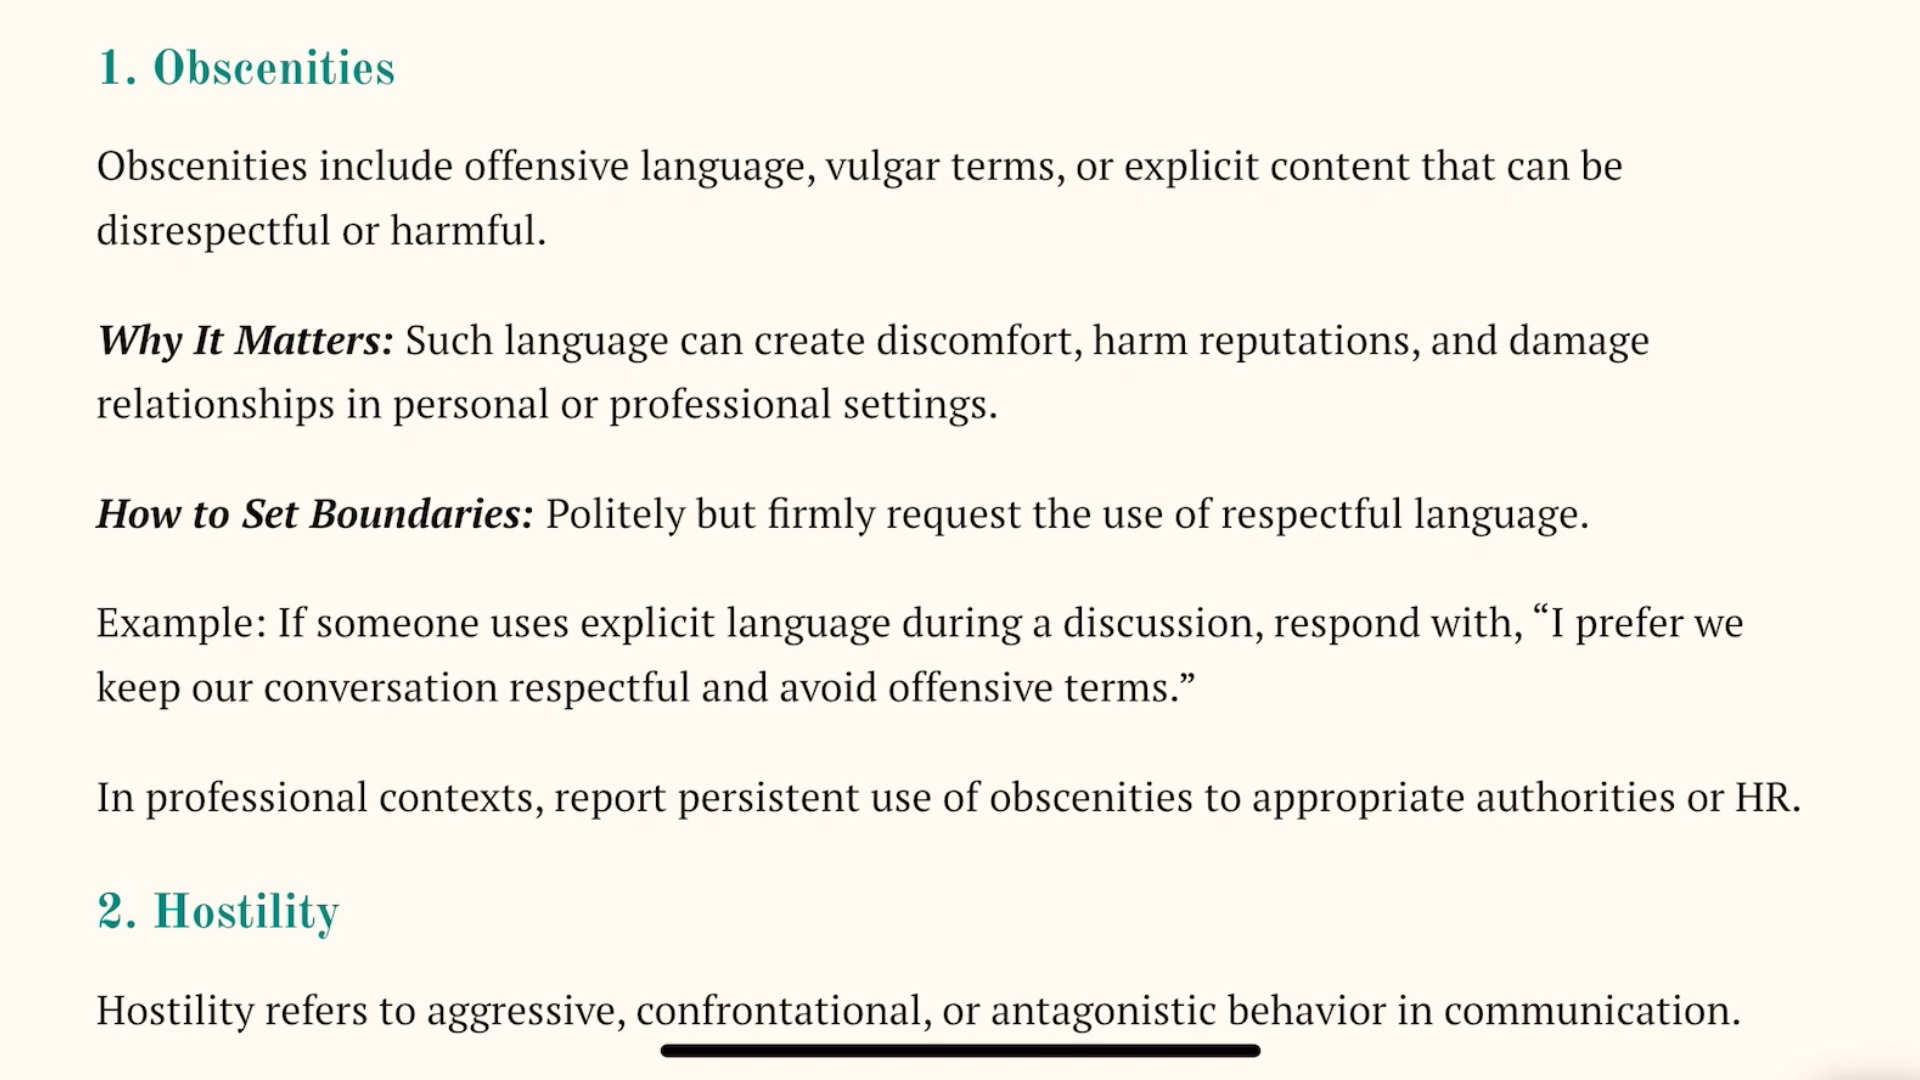 1. Obscenities
Obscenities include offensive language, vulgar terms, or explicit content that can be
disrespectful or harmful.
Why It Matters: Such language can create discomfort, harm reputations, and damage
relationships in personal or professional settings.
How to Set Boundaries: Politely but firmly request the use of respectful language.
Example: If someone uses explicit language during a discussion, respond with, “I prefer we
keep our conversation respectful and avoid offensive terms.”
In professional contexts, report persistent use of obscenities to appropriate authorities or HR.
2. Hostility
Hostility refers to aggressive, confrontational, or antagonistic behavior in communication.